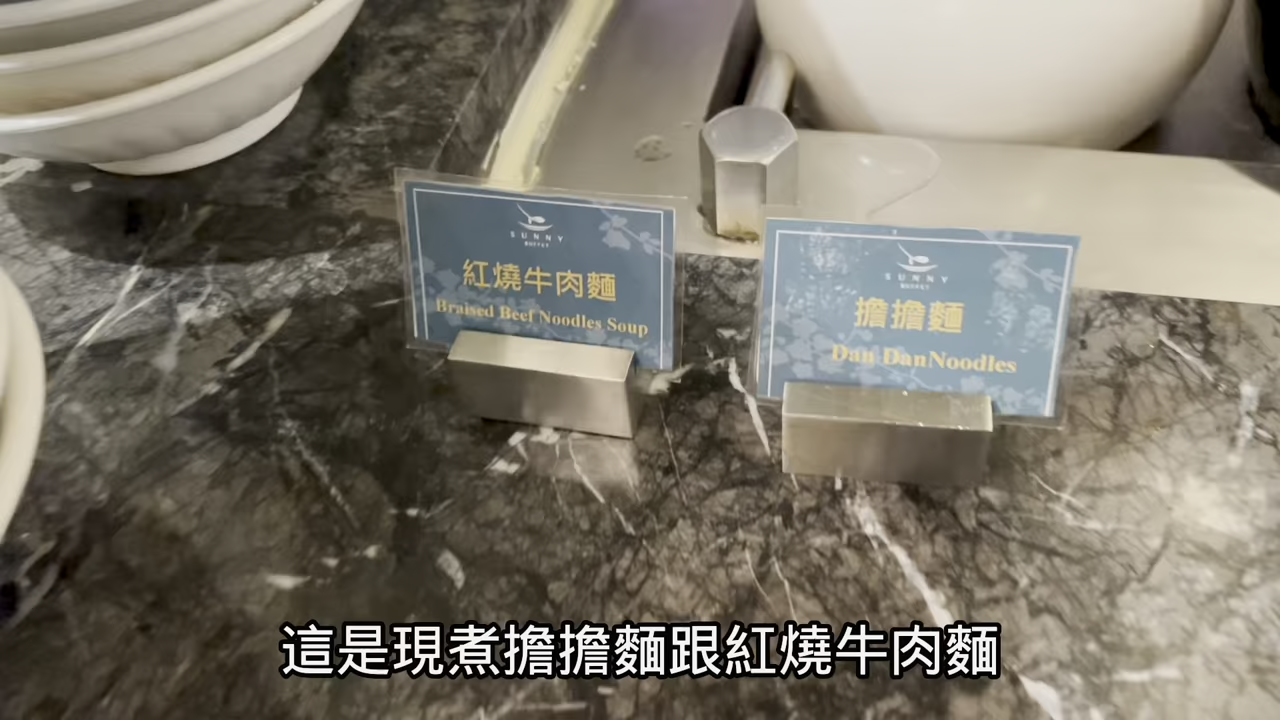 SUNNY
BUFFET
紅燒牛肉麵
Braised Beef Noodles Soup
SUNNY
BUFFET
擔擔麵
Dan DanNoodles
這是現煮擔擔麵跟紅燒牛肉麵